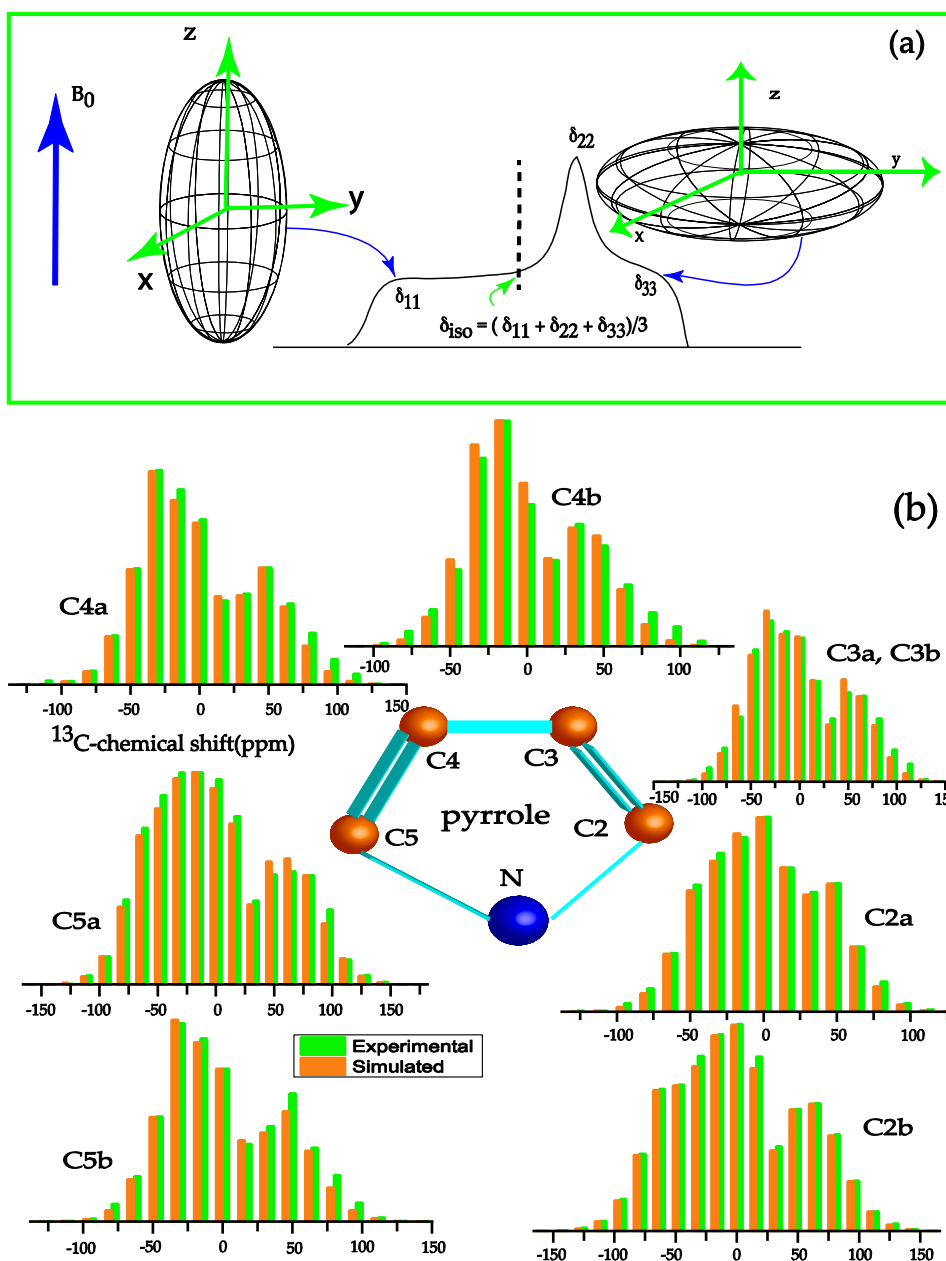 (a)
z
B0
y
x
δ11
δ22
δiso = ( δ11 + δ22 + δ33)/3
δ33
z
y
x
(b)
C4a
-100 -50 0 50 100 150
13C-chemical shift(ppm)
C4b
-100 -50 0 50 100
C3a, C3b
-150 -100 -50 0 50 100 150
C4
C3
pyrrole
C5
C2
N
C5a
-150 -100 -50 0 50 100 150
C2a
-100 -50 0 50 100
Experimental
Simulated
C5b
-100 -50 0 50 100 150
C2b
-150 -100 -50 0 50 100 150